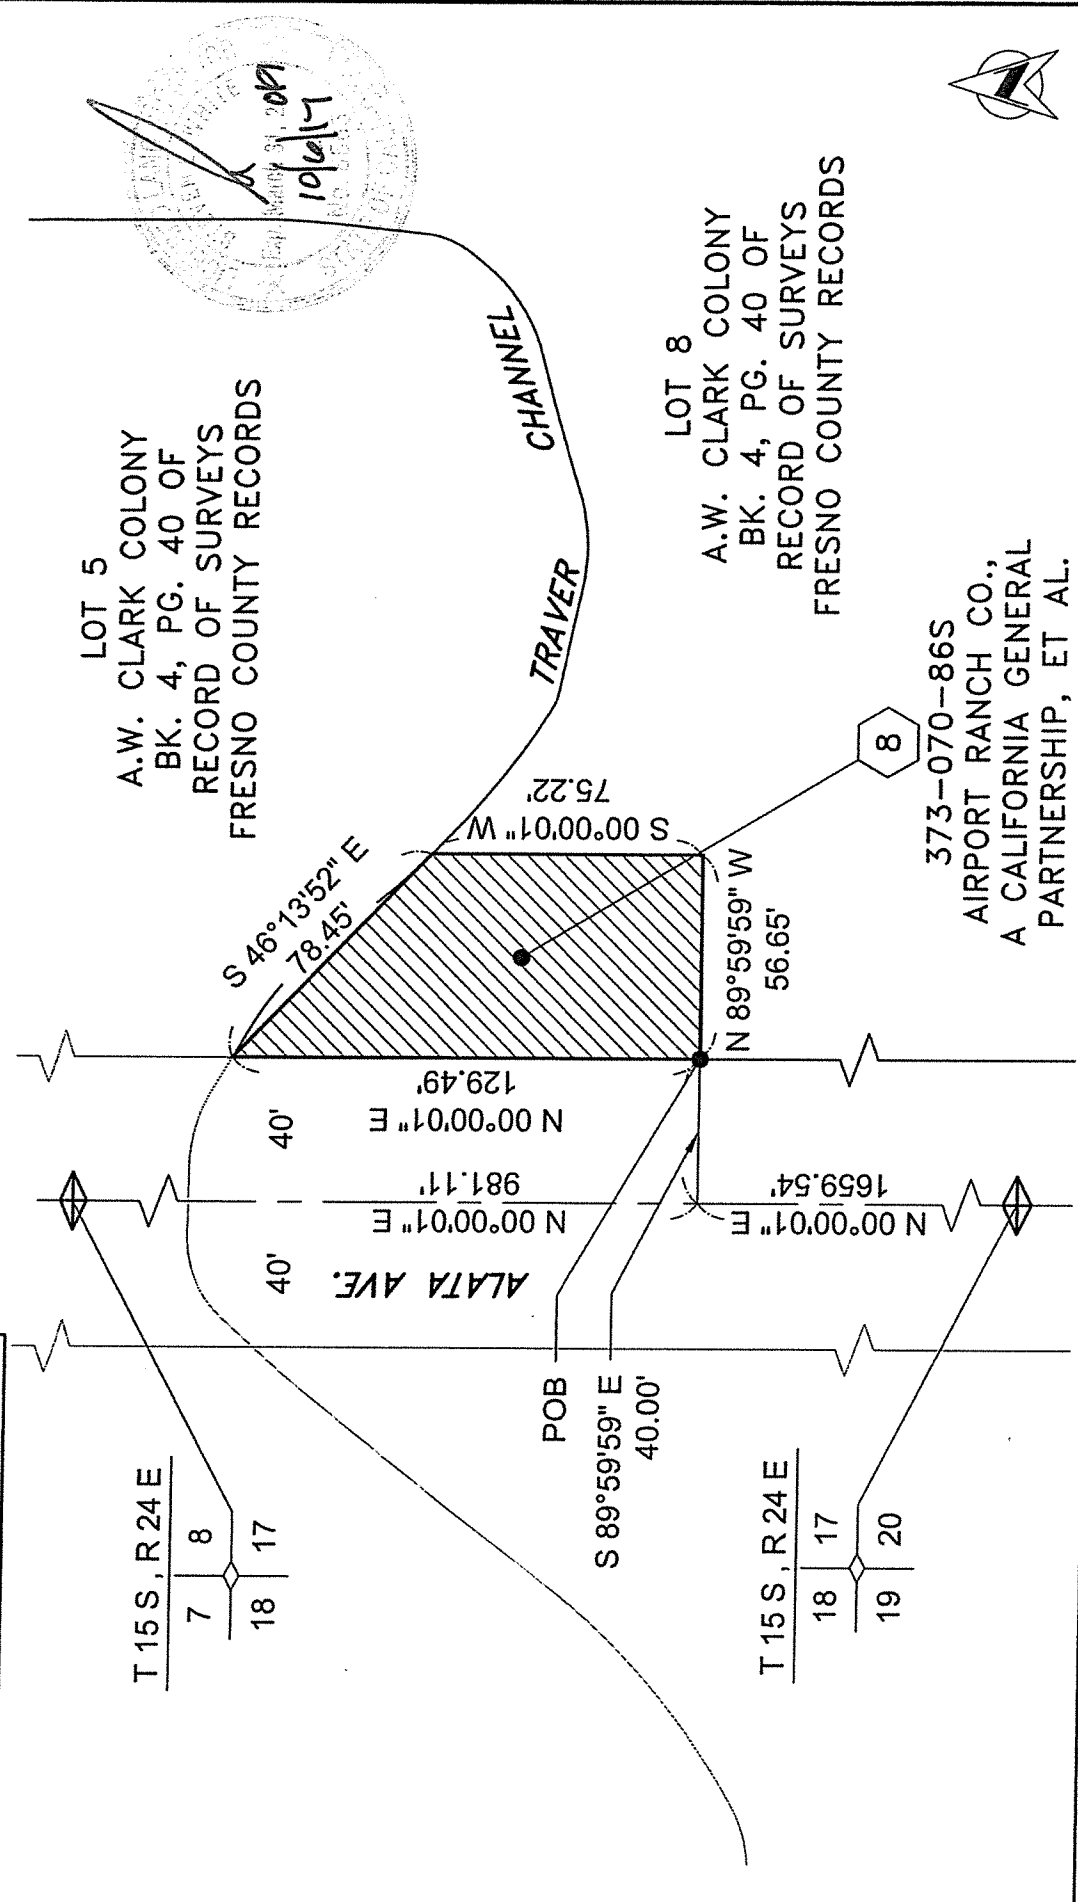 LOT 5
A.W. CLARK COLONY
BK. 4, PG. 40 OF
RECORD OF SURVEYS
FRESNO COUNTY RECORDS
10/6/17
CHANNEL
TRAVER
LOT 8
A.W. CLARK COLONY
BK. 4, PG. 40 OF
RECORD OF SURVEYS
FRESNO COUNTY RECORDS
S 46°13'52" E
78.45'
S 00°00'01" W
75.22'
8
373-070-86S
AIRPORT RANCH CO.,
A CALIFORNIA GENERAL
PARTNERSHIP, ET AL.
N 89°59'59" W
56.65'
N 00°00'01" E
129.49'
40'
N 00°00'01" E
981.11'
N 00°00'01" E
1659.54'
40'
ALATA AVE.
POB
S 89°59'59" E
40.00'
T 15 S , R 24 E
7 8
18 17
T 15 S , R 24 E
18 17
19 20